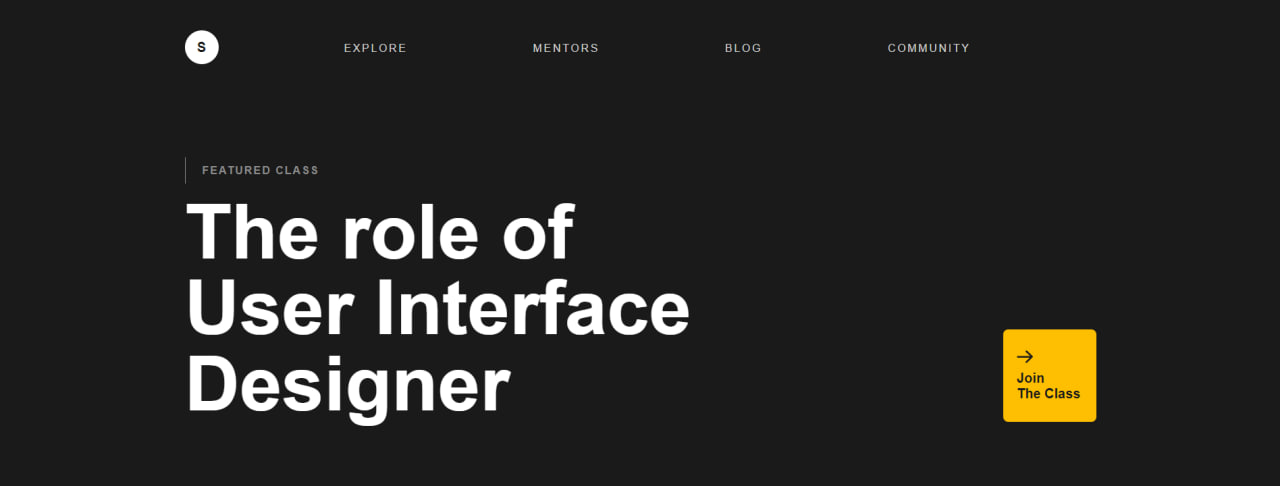 S
EXPLORE
MENTORS
BLOG
COMMUNITY
FEATURED CLASS
The role of
User Interface
Designer
Join
The Class